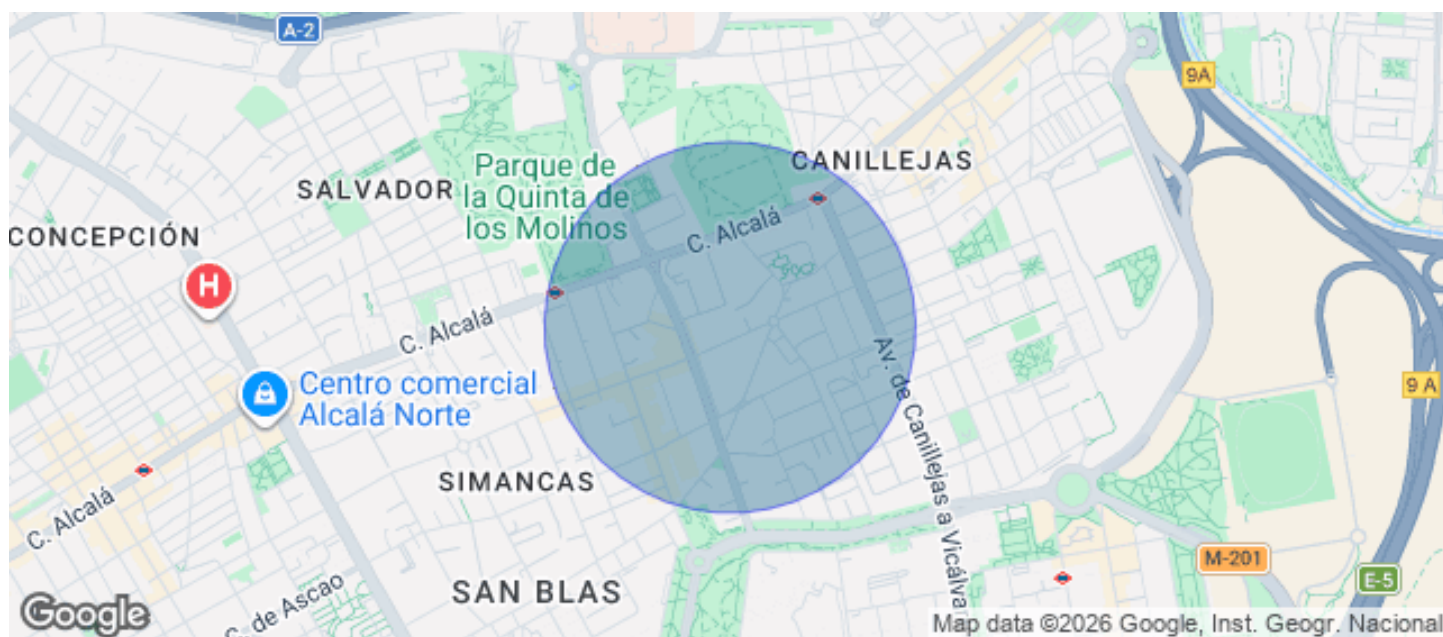 A-2
9A
CANILLEJAS
Parque de
la Quinta de
los Molinos
SALVADOR
CONCEPCIÓN
C. Alcalá
H
C. Alcalá
Centro comercial
Alcalá Norte
Av. de Canillejas a Vicálvar
9 A
SIMANCAS
C. Alcalá
M-201
E-5
SAN BLAS
C. de Ascao
Google
Map data ©2026 Google, Inst. Geogr. Nacional